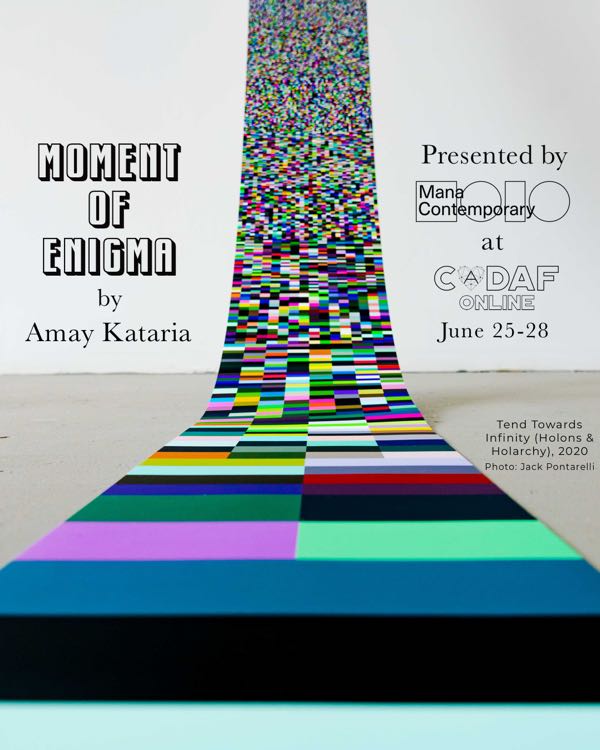 MOMENT
OF
ENIGMA
by
Amay Kataria
Presented by
Mana
Contemporary
at
CADAF
ONLINE
June 25-28
Tend Towards
Infinity (Holons &
Holarchy), 2020
Photo: Jack Pontarelli